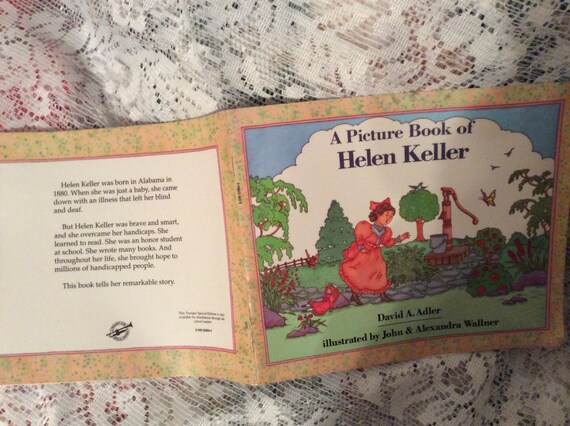 Helen Keller was born in Alabama in
1880. When she was just a baby, she came
down with an illness that left her blind
and deaf.
But Helen Keller was brave and smart,
and she overcame her handicaps. She
learned to read. She was an honor student
at school. She wrote many books. And
throughout her life, she brought hope to
millions of handicapped people.
This book tells her remarkable story.
A Picture Book of
Helen Keller
David A. Adler
illustrated by John & Alexandra Wallner